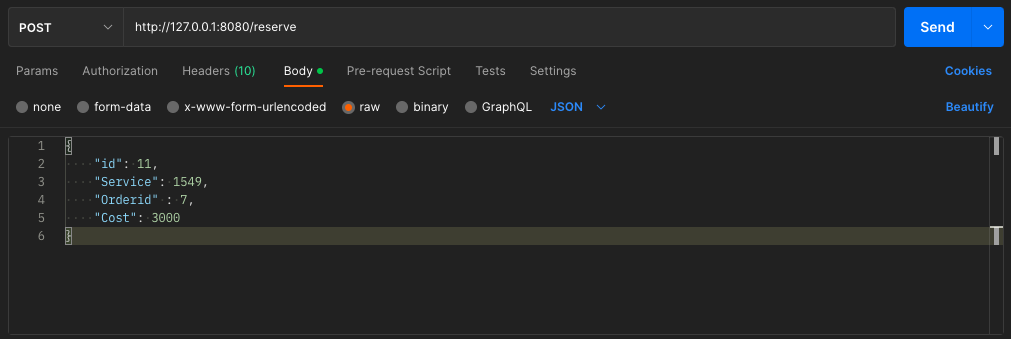 POST http://127.0.0.1:8080/reserve Send
Params Authorization Headers (10) Body Pre-request Script Tests Settings Cookies
none form-data x-www-form-urlencoded raw binary GraphQL JSON Beautify
1 {
2 "id": 11,
3 "Service": 1549,
4 "Orderid" : 7,
5 "Cost": 3000
6 }